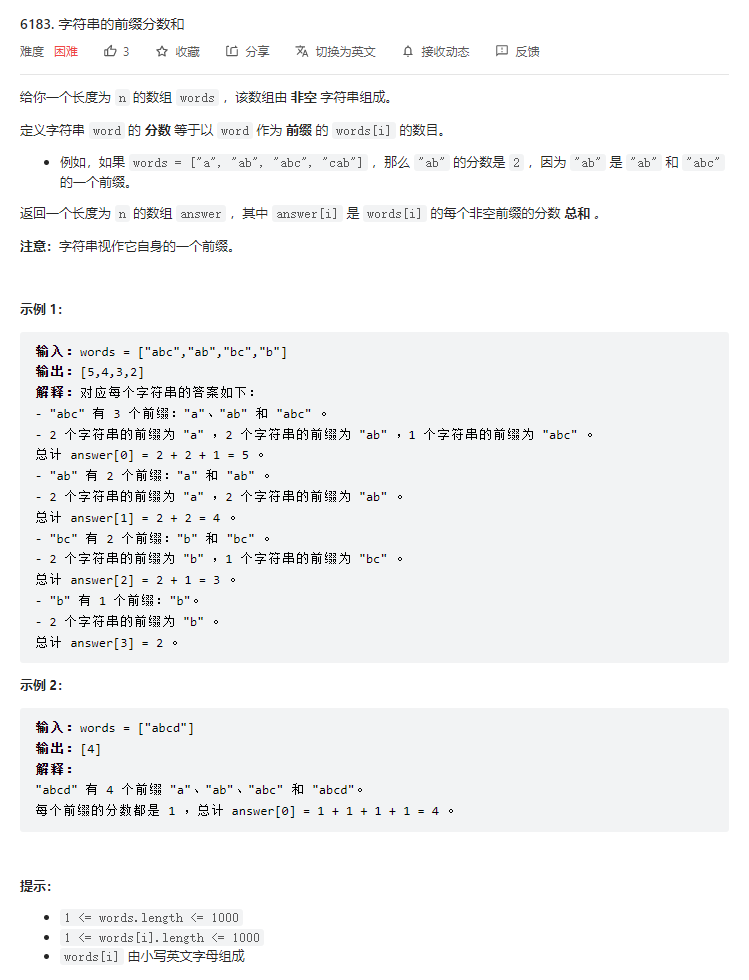 6183. 字符串的前缀分数和
难度 困难 3 收藏 分享 切换为英文 接收动态 反馈
给你一个长度为 n 的数组 words ，该数组由 非空 字符串组成。
定义字符串 word 的 分数 等于以 word 作为 前缀 的 words[i] 的数目。
• 例如，如果 words = ["a", "ab", "abc", "cab"] ，那么 "ab" 的分数是 2 ，因为 "ab" 是 "ab" 和 "abc"
的一个前缀。
返回一个长度为 n 的数组 answer ，其中 answer[i] 是 words[i] 的每个非空前缀的分数 总和 。
注意：字符串视作它自身的一个前缀。
示例 1：
输入：words = ["abc","ab","bc","b"]
输出：[5,4,3,2]
解释：对应每个字符串的答案如下：
- "abc" 有 3 个前缀："a"、"ab" 和 "abc" 。
- 2 个字符串的前缀为 "a" ，2 个字符串的前缀为 "ab" ，1 个字符串的前缀为 "abc" 。
总计 answer[0] = 2 + 2 + 1 = 5 。
- "ab" 有 2 个前缀："a" 和 "ab" 。
- 2 个字符串的前缀为 "a" ，2 个字符串的前缀为 "ab" 。
总计 answer[1] = 2 + 2 = 4 。
- "bc" 有 2 个前缀："b" 和 "bc" 。
- 2 个字符串的前缀为 "b" ，1 个字符串的前缀为 "bc" 。
总计 answer[2] = 2 + 1 = 3 。
- "b" 有 1 个前缀："b"。
- 2 个字符串的前缀为 "b" 。
总计 answer[3] = 2 。
示例 2：
输入：words = ["abcd"]
输出：[4]
解释：
"abcd" 有 4 个前缀 "a"、"ab"、"abc" 和 "abcd"。
每个前缀的分数都是 1 ，总计 answer[0] = 1 + 1 + 1 + 1 = 4 。
提示：
• 1 <= words.length <= 1000
• 1 <= words[i].length <= 1000
• words[i] 由小写英文字母组成